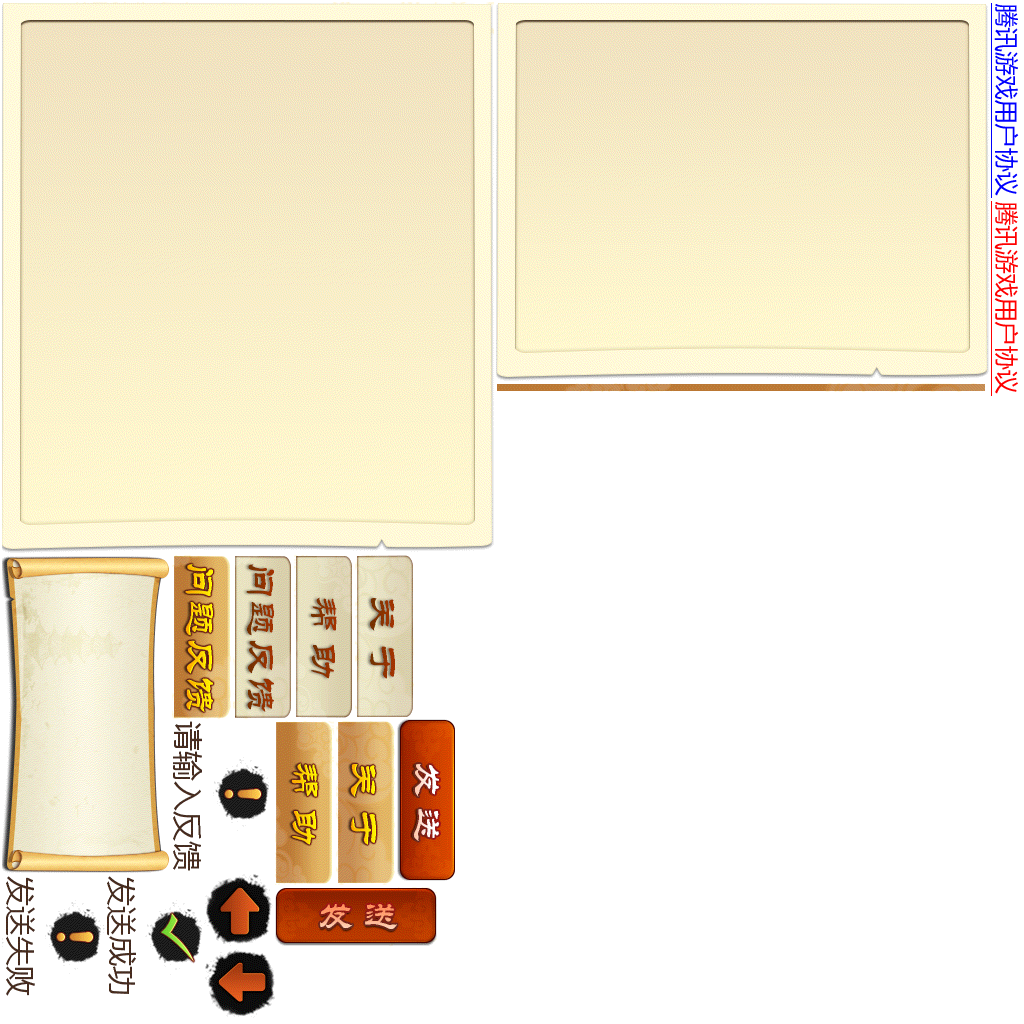 腾讯游戏用户协议
腾讯游戏用户协议
关于
帮助
问题反馈
问题反馈
发送
关于
帮助
请输入反馈
发送
发送成功
发送失败